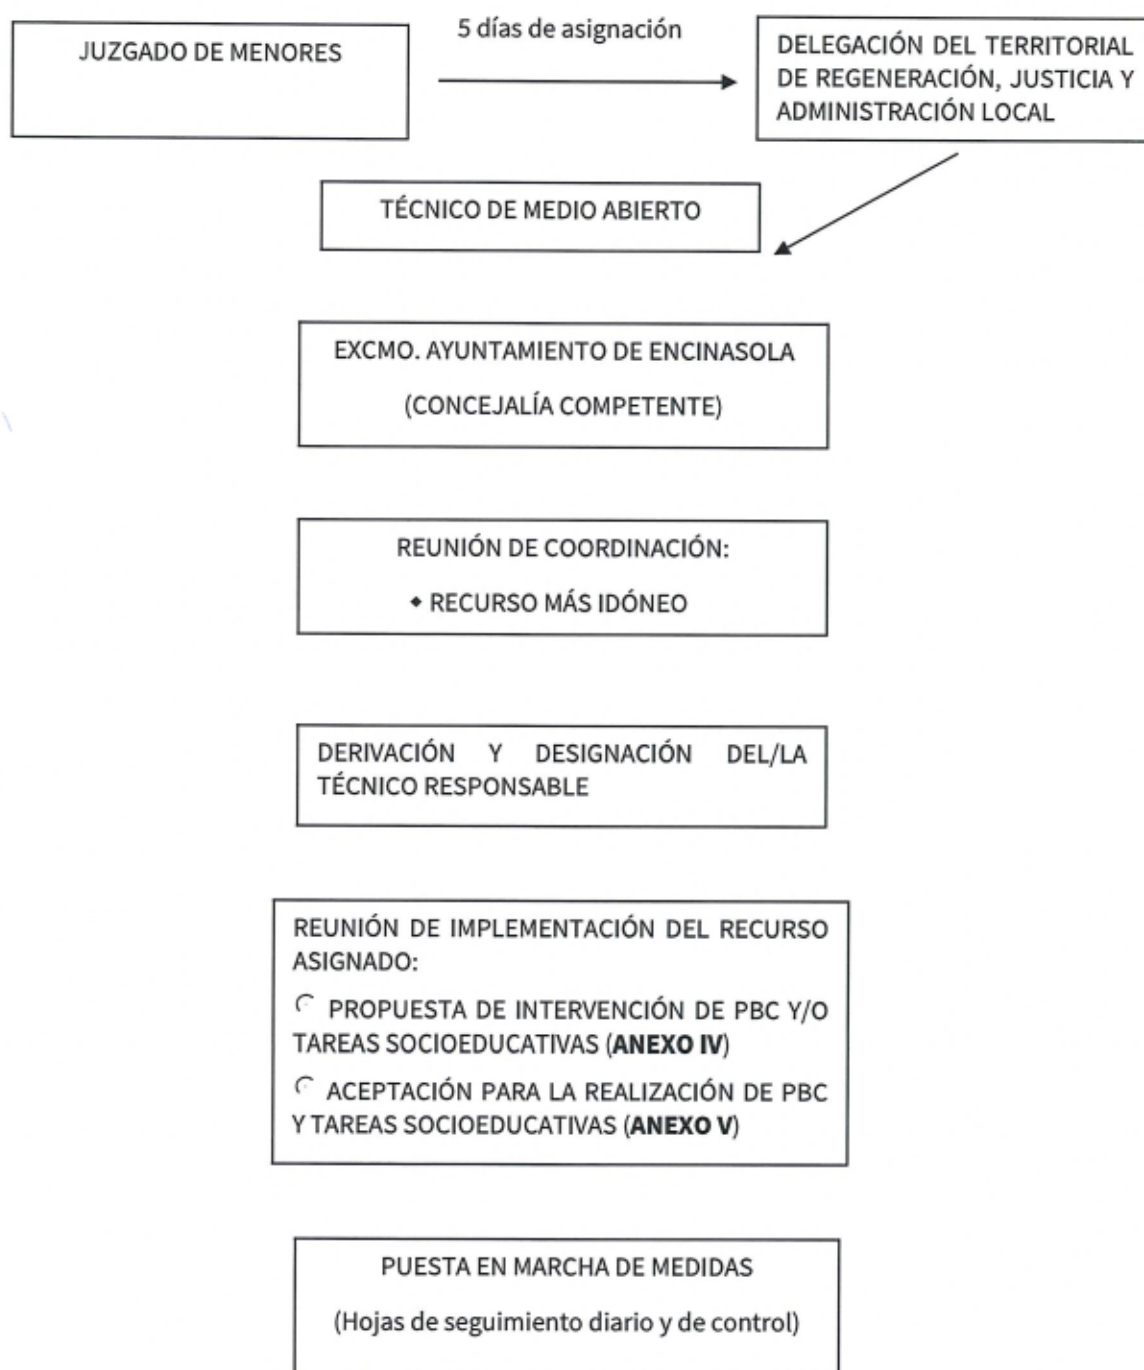 JUZGADO DE MENORES
5 días de asignación
DELEGACIÓN DEL TERRITORIAL
DE REGENERACIÓN, JUSTICIA Y
ADMINISTRACIÓN LOCAL
TÉCNICO DE MEDIO ABIERTO
EXCMO. AYUNTAMIENTO DE ENCINASOLA
(CONCEJALÍA COMPETENTE)
REUNIÓN DE COORDINACIÓN:
◆ RECURSO MÁS IDÓNEO
DERIVACIÓN Y DESIGNACIÓN DEL/LA
TÉCNICO RESPONSABLE
REUNIÓN DE IMPLEMENTACIÓN DEL RECURSO
ASIGNADO:
PROPUESTA DE INTERVENCIÓN DE PBC Y/O
TAREAS SOCIOEDUCATIVAS (ANEXO IV)
ACEPTACIÓN PARA LA REALIZACIÓN DE PBC
Y TAREAS SOCIOEDUCATIVAS (ANEXO V)
PUESTA EN MARCHA DE MEDIDAS
(Hojas de seguimiento diario y de control)